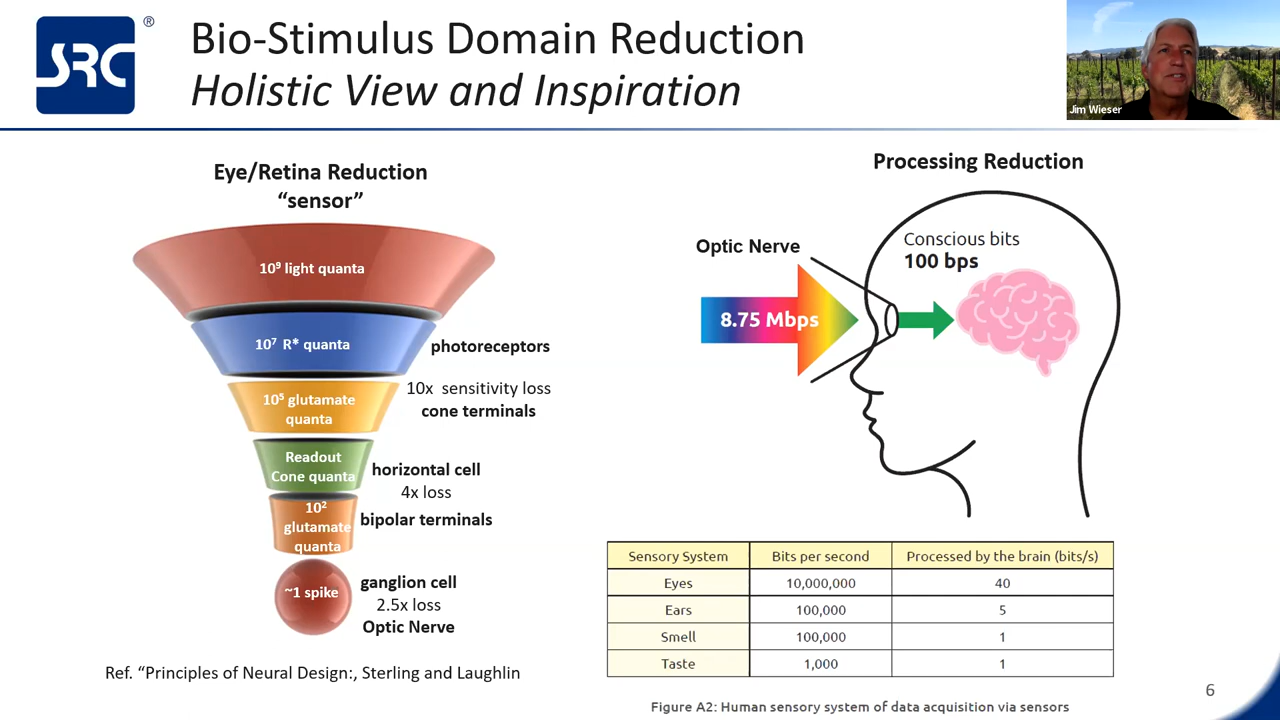 SRC
®
Bio-Stimulus Domain Reduction
Holistic View and Inspiration
Jim Wieser
Eye/Retina Reduction
“sensor”
10⁹ light quanta
10⁷ R* quanta
photoreceptors
10x sensitivity loss
10⁵ glutamate
quanta
cone terminals
Readout
Cone quanta
horizontal cell
4x loss
10²
glutamate
quanta
bipolar terminals
~1 spike
ganglion cell
2.5x loss
Optic Nerve
Ref. “Principles of Neural Design:, Sterling and Laughlin
Processing Reduction
Optic Nerve
8.75 Mbps
Conscious bits
100 bps
Sensory System Bits per second Processed by the brain (bits/s)
Eyes 10,000,000 40
Ears 100,000 5
Smell 100,000 1
Taste 1,000 1
Figure A2: Human sensory system of data acquisition via sensors
6